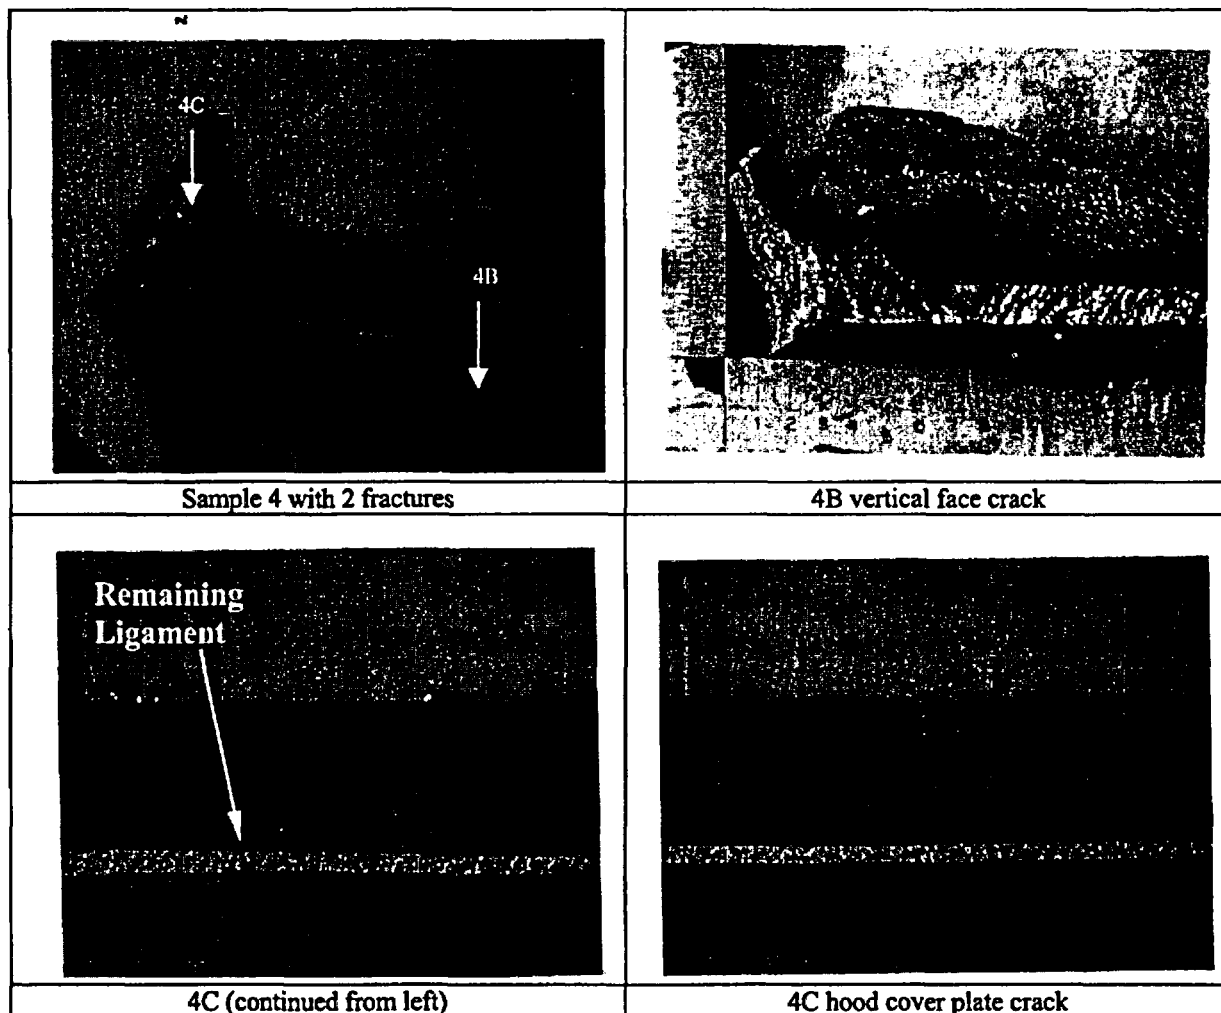 4C
4B
Sample 4 with 2 fractures
4B vertical face crack
Remaining
Ligament
4C (continued from left)
4C hood cover plate crack